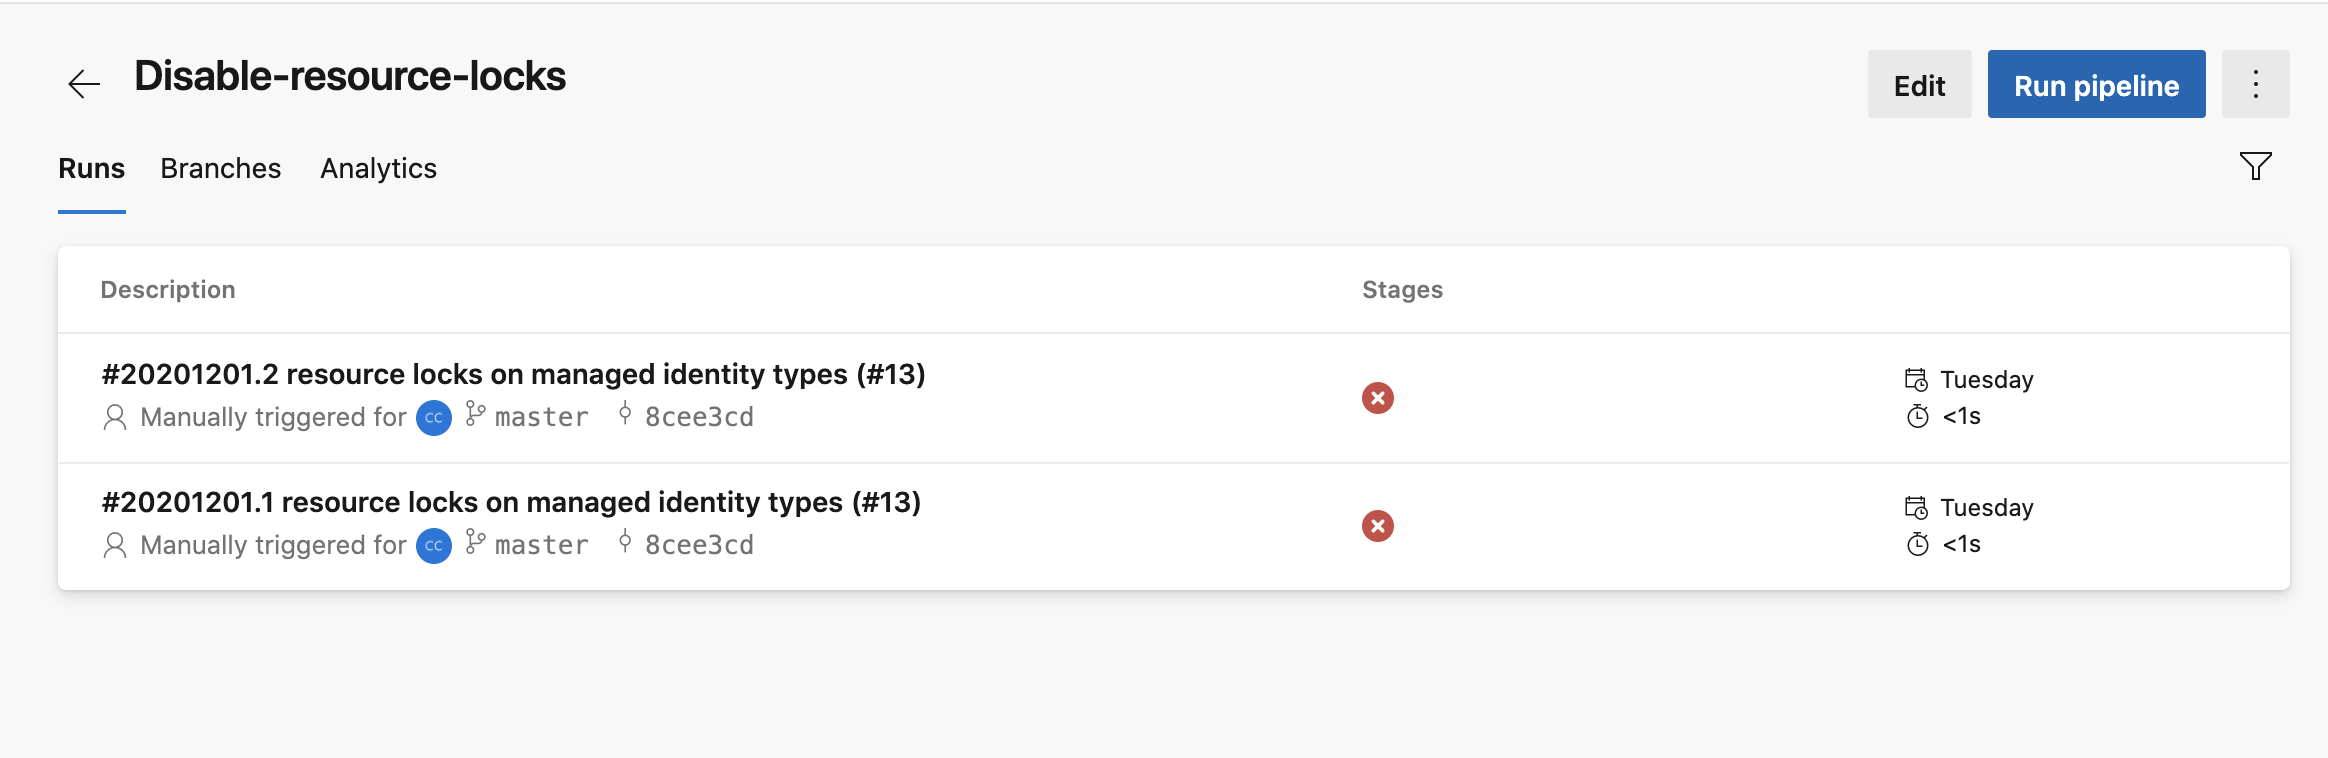 Disable-resource-locks
Edit
Run pipeline
Runs
Branches
Analytics
Description
Stages
#20201201.2 resource locks on managed identity types (#13)
Manually triggered for CC master 8cee3cd
Tuesday
<1s
#20201201.1 resource locks on managed identity types (#13)
Manually triggered for CC master 8cee3cd
Tuesday
<1s